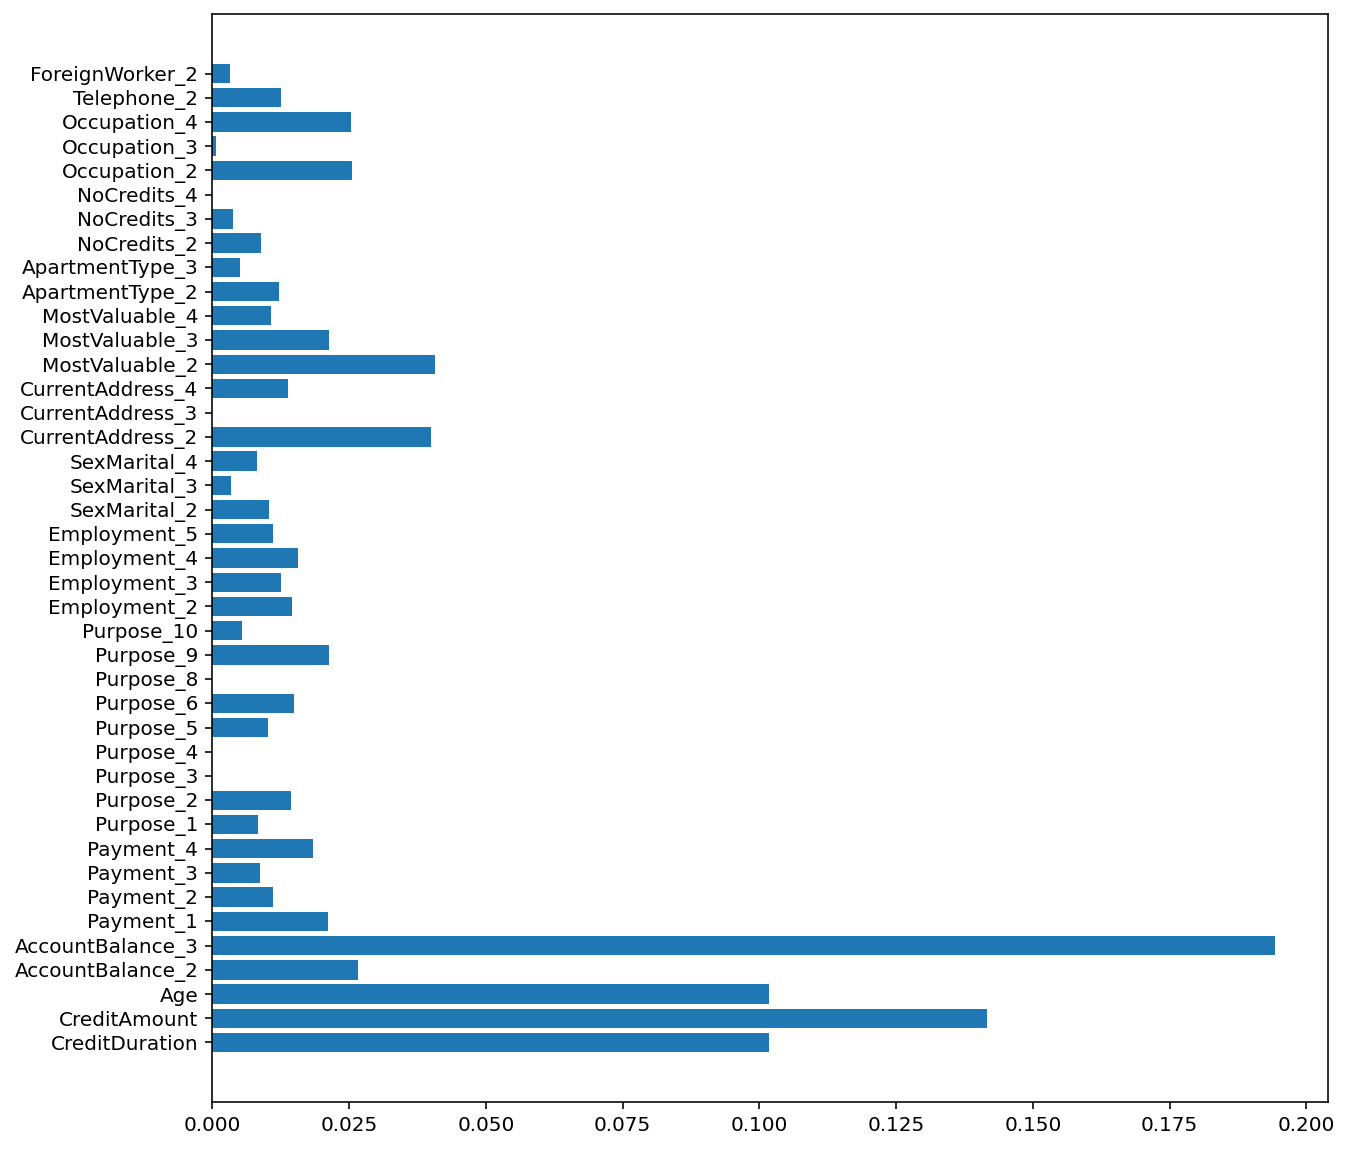 ForeignWorker_2
Telephone_2
Occupation_4
Occupation_3
Occupation_2
NoCredits_4
NoCredits_3
NoCredits_2
ApartmentType_3
ApartmentType_2
MostValuable_4
MostValuable_3
MostValuable_2
CurrentAddress_4
CurrentAddress_3
CurrentAddress_2
SexMarital_4
SexMarital_3
SexMarital_2
Employment_5
Employment_4
Employment_3
Employment_2
Purpose_10
Purpose_9
Purpose_8
Purpose_6
Purpose_5
Purpose_4
Purpose_3
Purpose_2
Purpose_1
Payment_4
Payment_3
Payment_2
Payment_1
AccountBalance_3
AccountBalance_2
Age
CreditAmount
CreditDuration
0.000 0.025 0.050 0.075 0.100 0.125 0.150 0.175 0.200